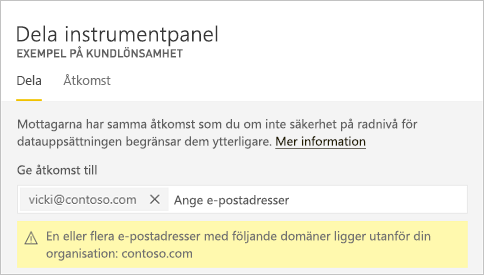 Dela instrumentpanel
EXEMPEL PÅ KUNDLÖNSAMHET
Dela Åtkomst
Mottagarna har samma åtkomst som du om inte säkerhet på radnivå för
datauppsättningen begränsar dem ytterligare. Mer information
Ge åtkomst till
vicki@contoso.com Ange e-postadresser
En eller flera e-postadresser med följande domäner ligger utanför din
organisation: contoso.com